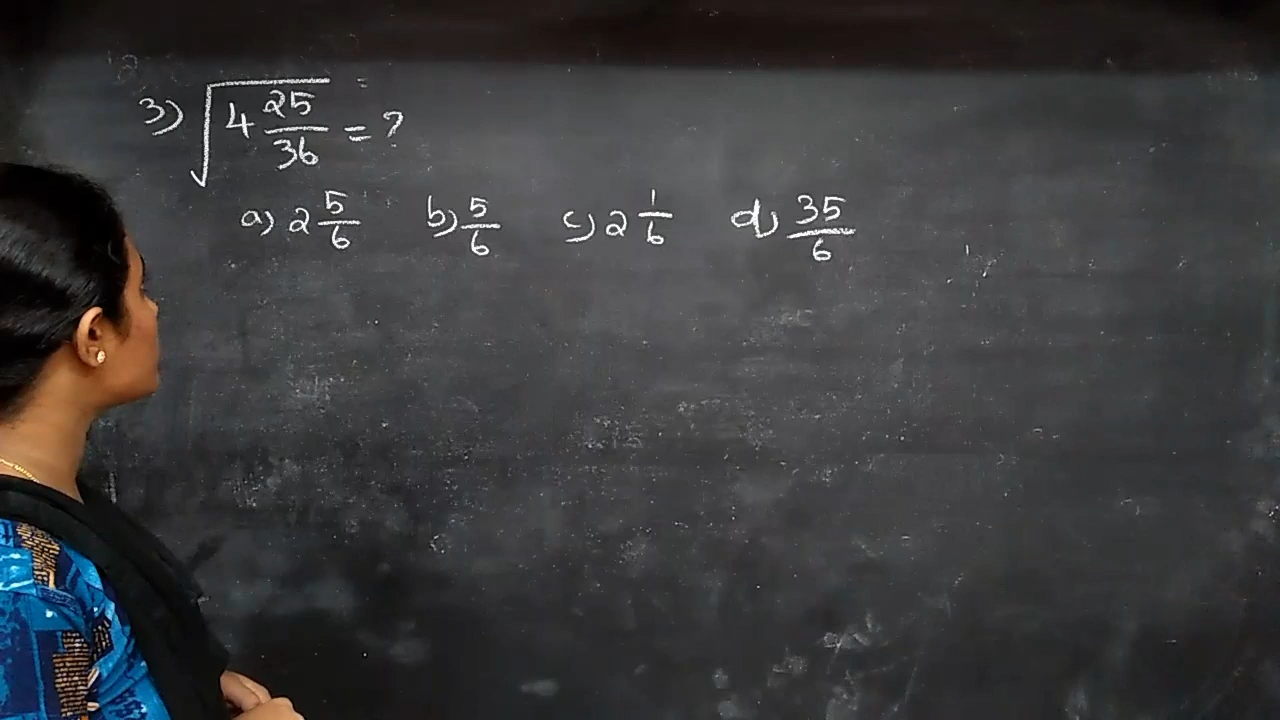 3) √4 25/36 = ?
a) 2 5/6 b) 5/6 c) 2 1/6 d) 35/6